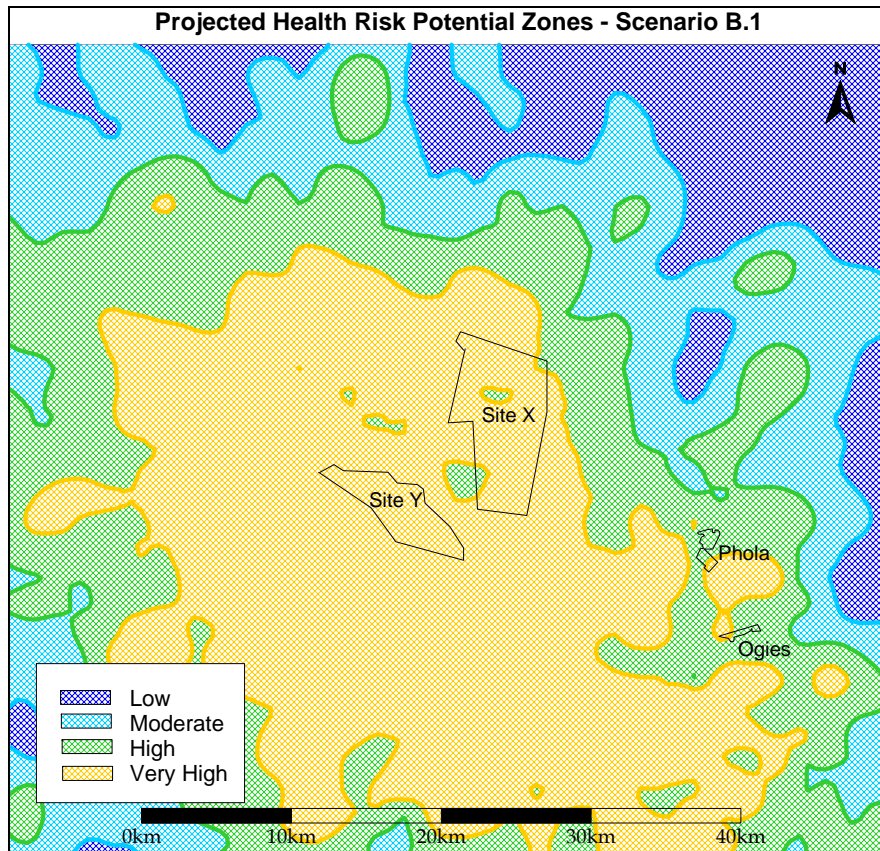 Projected Health Risk Potential Zones - Scenario B.1
N
Site X
Site Y
Phola
Ogies
Low
Moderate
High
Very High
0km 10km 20km 30km 40km